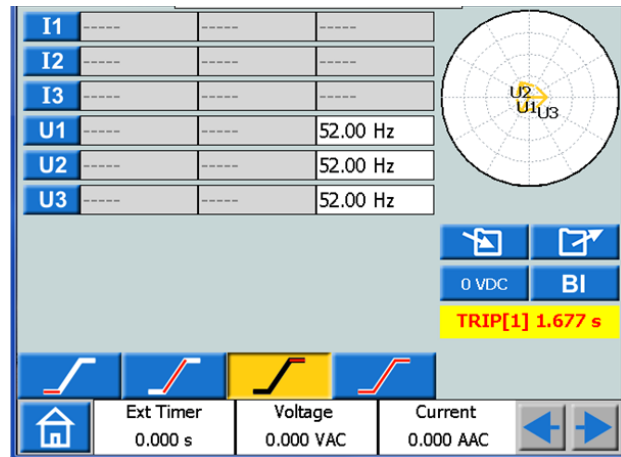 I1 ----- ----- -----
I2 ----- ----- -----
I3 ----- ----- -----
U1 ----- ----- 52.00 Hz
U2 ----- ----- 52.00 Hz
U3 ----- ----- 52.00 Hz
U2
U1 U3
0 VDC BI
TRIP[1] 1.677 s
Ext Timer Voltage Current
0.000 s 0.000 VAC 0.000 AAC